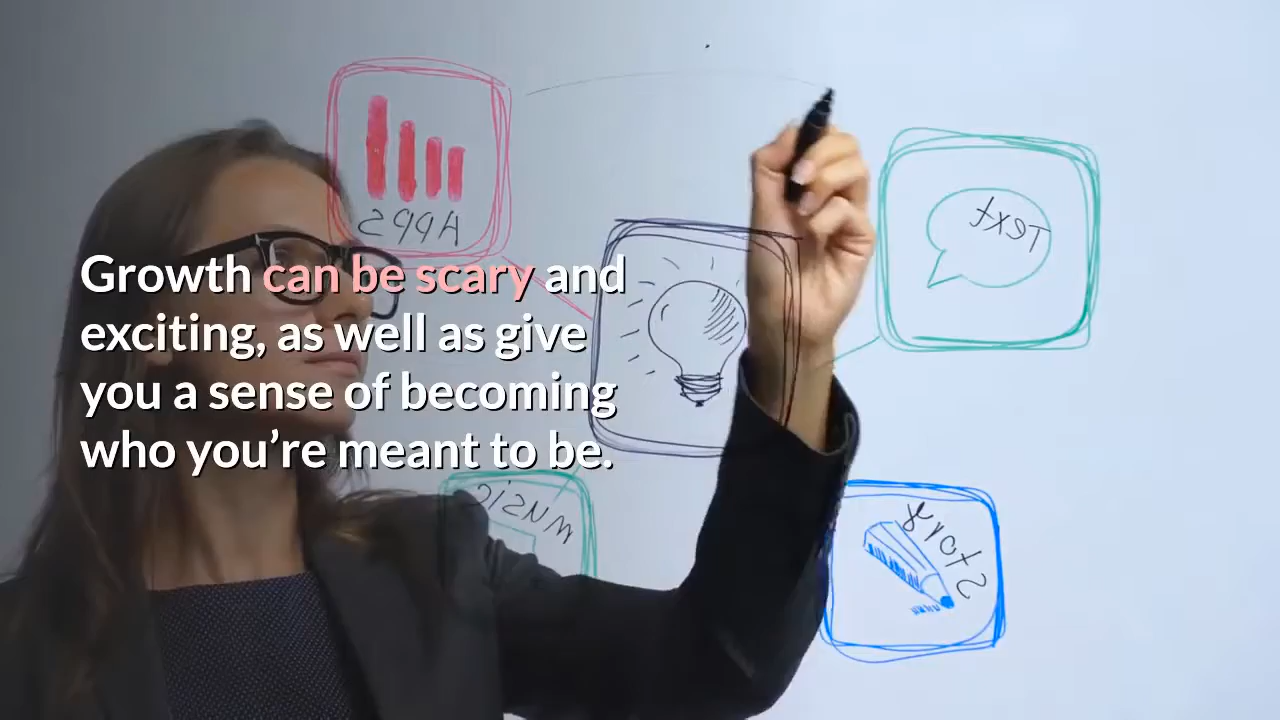 Apps
Text
Growth can be scary and
exciting, as well as give
you a sense of becoming
who you’re meant to be.
music
Story